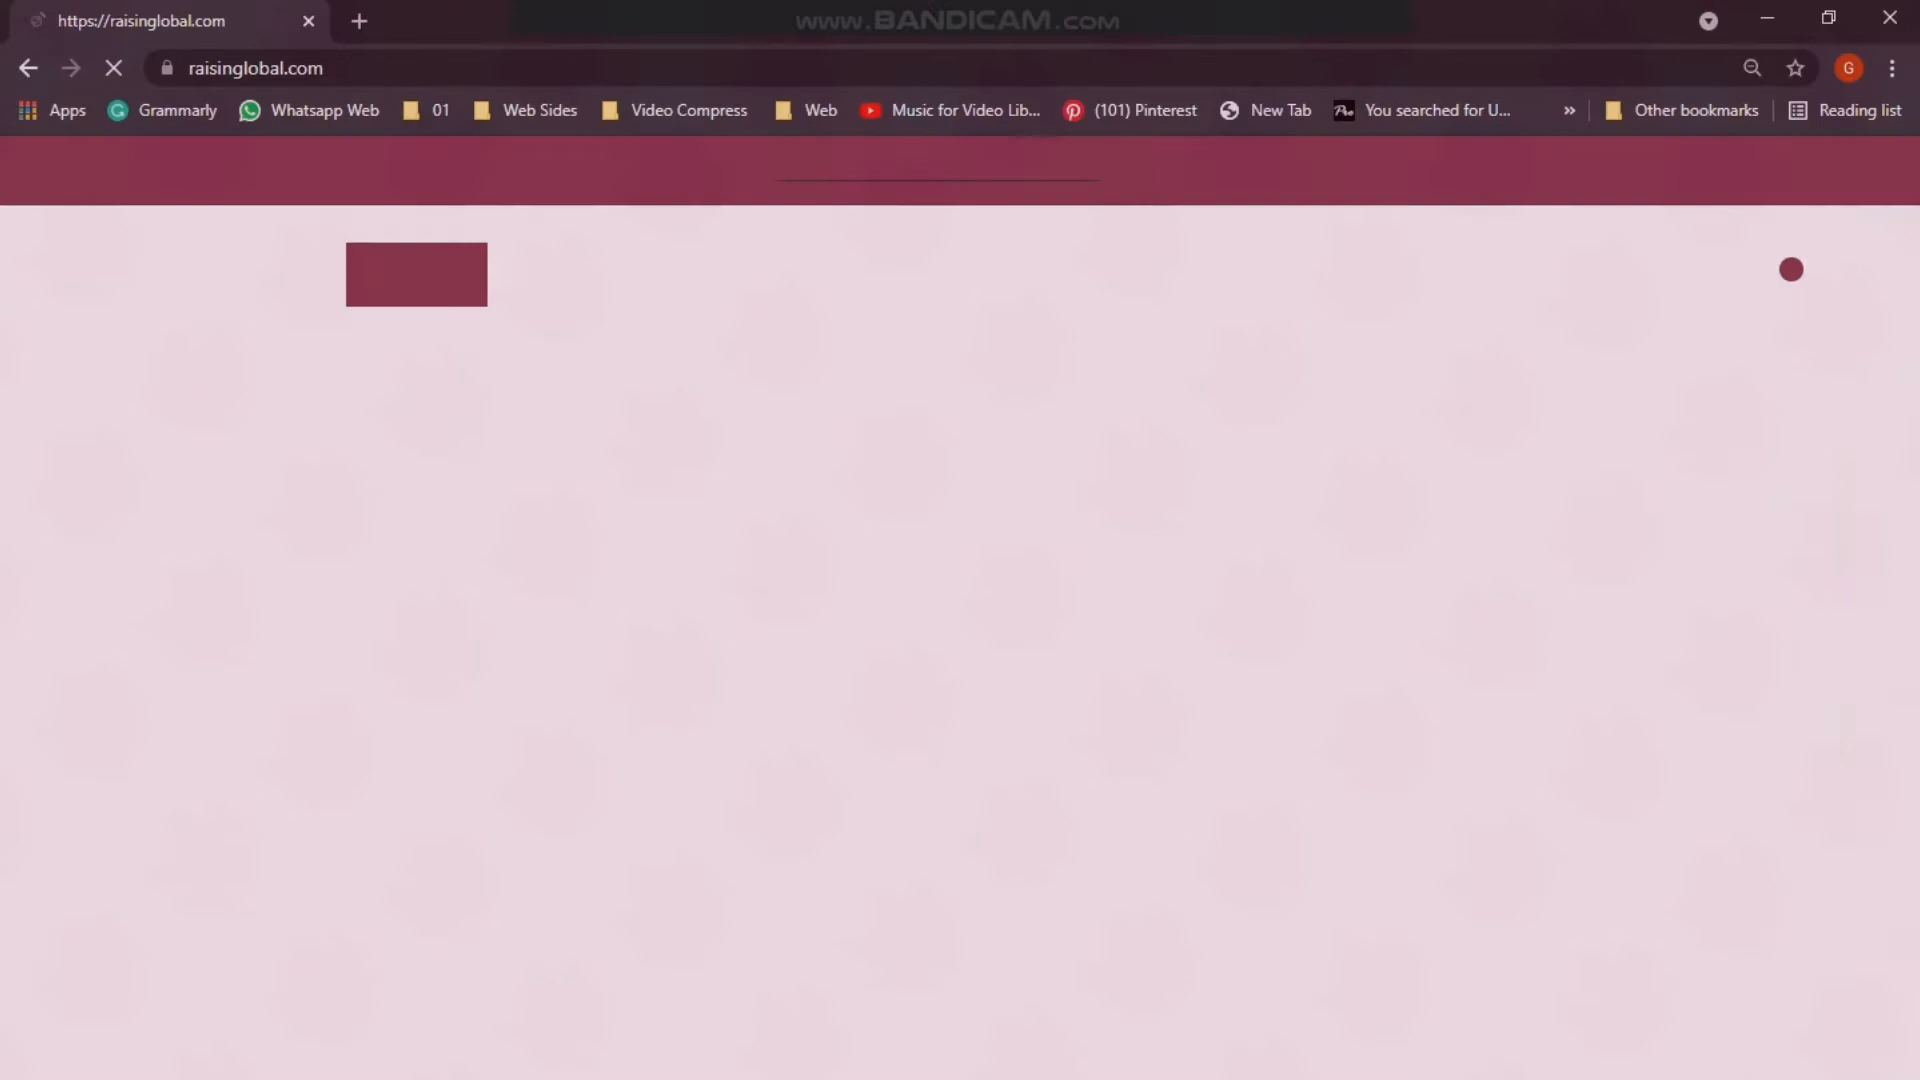 https://raisinglobal.com
www.BANDICAM.com
raisinglobal.com
G
Apps
Grammarly
Whatsapp Web
01
Web Sides
Video Compress
Web
Music for Video Lib...
(101) Pinterest
New Tab
You searched for U...
»
Other bookmarks
Reading list